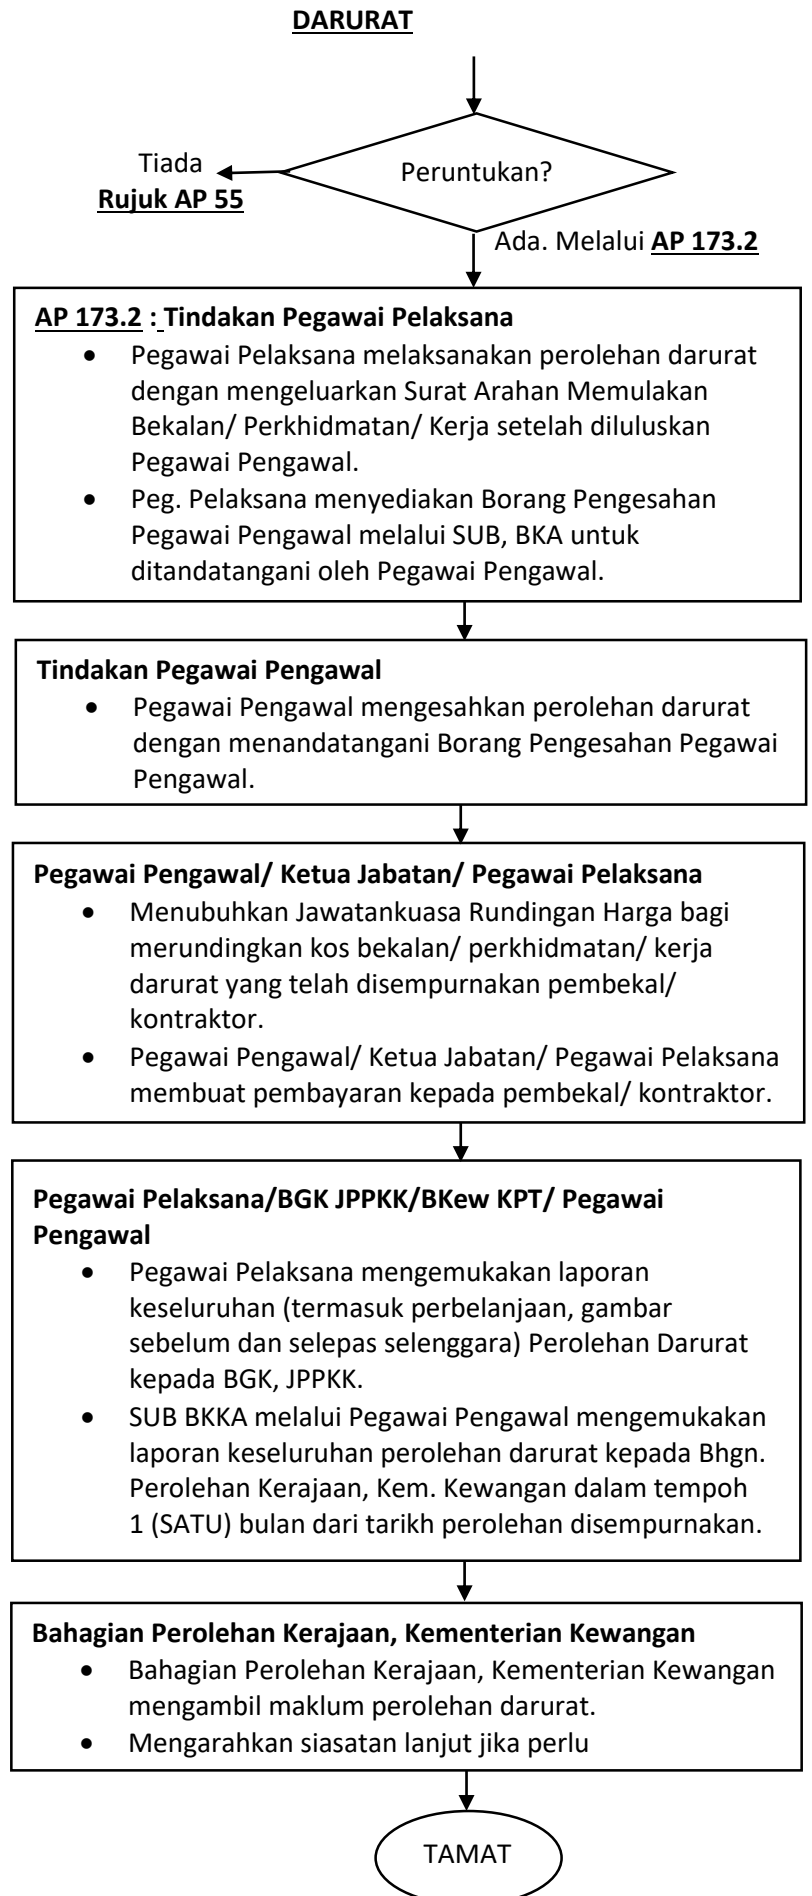 DARURAT
Peruntukan?
Tiada
Rujuk AP 55
Ada. Melalui AP 173.2
AP 173.2 : Tindakan Pegawai Pelaksana
• Pegawai Pelaksana melaksanakan perolehan darurat
dengan mengeluarkan Surat Arahan Memulakan
Bekalan/ Perkhidmatan/ Kerja setelah diluluskan
Pegawai Pengawal.
• Peg. Pelaksana menyediakan Borang Pengesahan
Pegawai Pengawal melalui SUB, BKA untuk
ditandatangani oleh Pegawai Pengawal.
Tindakan Pegawai Pengawal
• Pegawai Pengawal mengesahkan perolehan darurat
dengan menandatangani Borang Pengesahan Pegawai
Pengawal.
Pegawai Pengawal/ Ketua Jabatan/ Pegawai Pelaksana
• Menubuhkan Jawatankuasa Rundingan Harga bagi
merundingkan kos bekalan/ perkhidmatan/ kerja
darurat yang telah disempurnakan pembekal/
kontraktor.
• Pegawai Pengawal/ Ketua Jabatan/ Pegawai Pelaksana
membuat pembayaran kepada pembekal/ kontraktor.
Pegawai Pelaksana/BGK JPPKK/BKew KPT/ Pegawai
Pengawal
• Pegawai Pelaksana mengemukakan laporan
keseluruhan (termasuk perbelanjaan, gambar
sebelum dan selepas selenggara) Perolehan Darurat
kepada BGK, JPPKK.
• SUB BKKA melalui Pegawai Pengawal mengemukakan
laporan keseluruhan perolehan darurat kepada Bhgn.
Perolehan Kerajaan, Kem. Kewangan dalam tempoh
1 (SATU) bulan dari tarikh perolehan disempurnakan.
Bahagian Perolehan Kerajaan, Kementerian Kewangan
• Bahagian Perolehan Kerajaan, Kementerian Kewangan
mengambil maklum perolehan darurat.
• Mengarahkan siasatan lanjut jika perlu
TAMAT